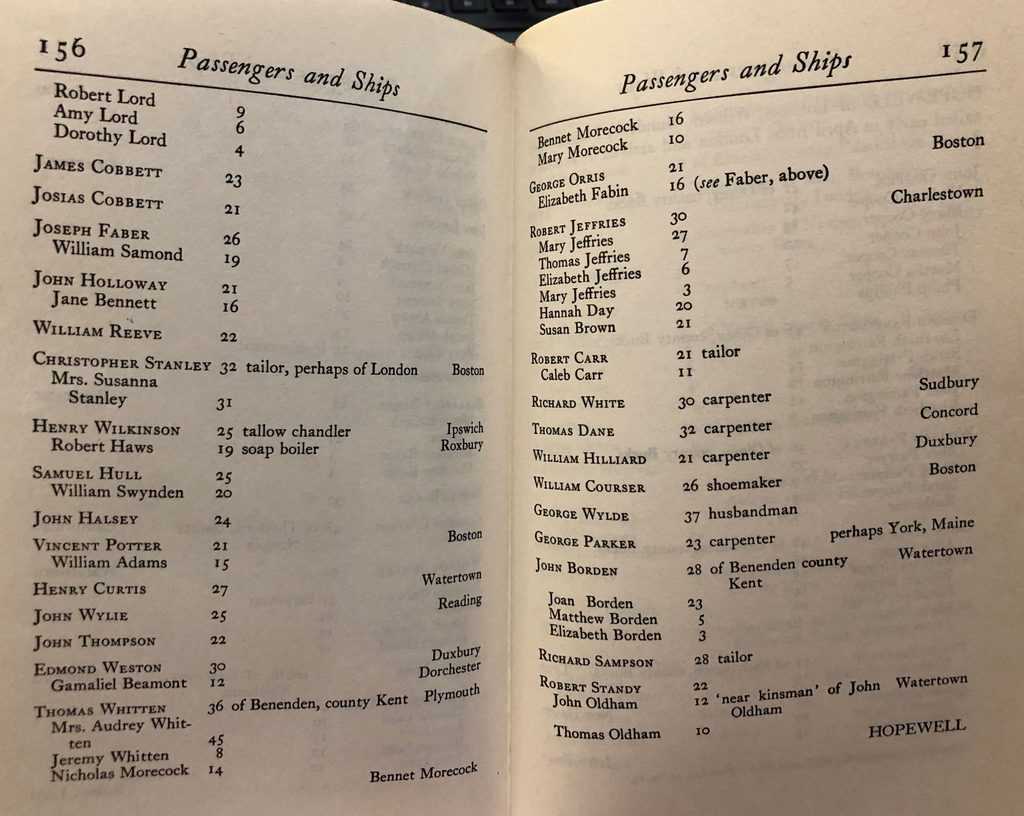 156
Passengers and Ships
Robert Lord 9
Amy Lord 6
Dorothy Lord 4
James Cobbett 23
Josias Cobbett 21
Joseph Faber 26
William Samond 19
John Holloway 21
Jane Bennett 16
William Reeve 22
Christopher Stanley 32 tailor, perhaps of London Boston
Mrs. Susanna
Stanley 31
Henry Wilkinson 25 tallow chandler Ipswich
Robert Haws 19 soap boiler Roxbury
Samuel Hull 25
William Swynden 20
John Halsey 24
Vincent Potter 21 Boston
William Adams 15
Henry Curtis 27 Watertown
John Wylie 25 Reading
John Thompson 22
Edmond Weston 30 Duxbury
Gamaliel Beamont 12 Dorchester
Thomas Whitten 36 of Benenden, county Kent Plymouth
Mrs. Audrey Whit-
ten 45
Jeremy Whitten 8
Nicholas Morecock 14
Bennet Morecock
Passengers and Ships
157
Bennet Morecock 16
Mary Morecock 10
Boston
George Orris 21
Elizabeth Fabin 16 (see Faber, above)
Charlestown
Robert Jeffries 30
Mary Jeffries 27
Thomas Jeffries 7
Elizabeth Jeffries 6
Mary Jeffries 3
Hannah Day 20
Susan Brown 21
Robert Carr 21 tailor
Caleb Carr 11
Richard White 30 carpenter Sudbury
Thomas Dane 32 carpenter Concord
William Hilliard 21 carpenter Duxbury
William Courser 26 shoemaker Boston
George Wylde 37 husbandman
George Parker 23 carpenter perhaps York, Maine
John Borden 28 of Benenden county Watertown
Kent
Joan Borden 23
Matthew Borden 5
Elizabeth Borden 3
Richard Sampson 28 tailor
Robert Standy 22
John Oldham 12 'near kinsman' of John Watertown
Oldham
Thomas Oldham 10
HOPEWELL